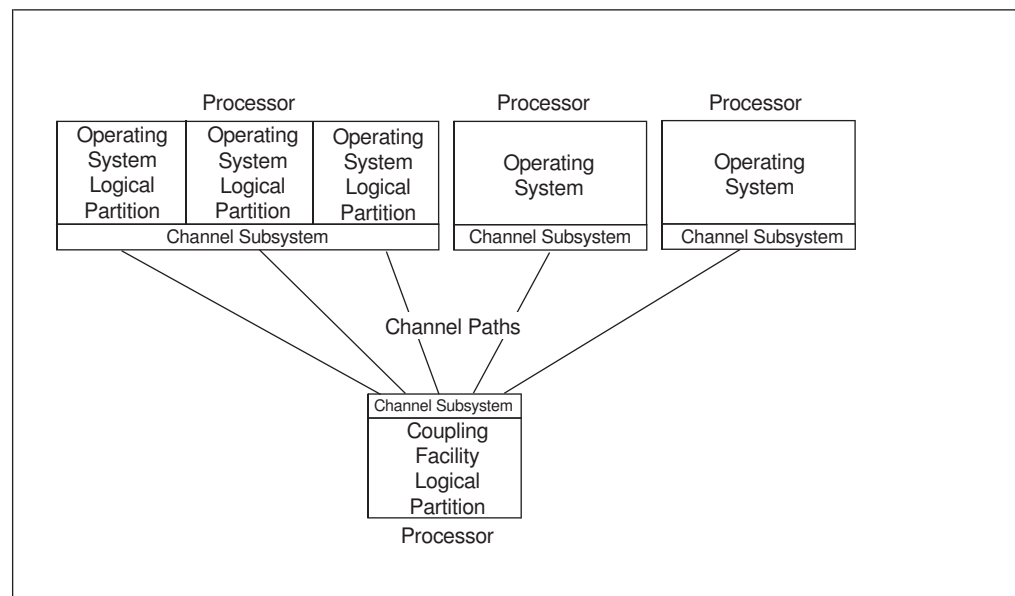 Processor
Processor
Processor
Operating
System
Logical
Partition
Operating
System
Logical
Partition
Operating
System
Logical
Partition
Channel Subsystem
Operating
System
Channel Subsystem
Operating
System
Channel Subsystem
Channel Paths
Channel Subsystem
Coupling
Facility
Logical
Partition
Processor